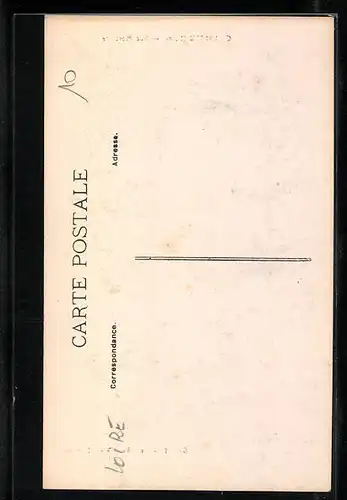 CARTE POSTALE
Correspondance.
Adresse.
LOIRE
10